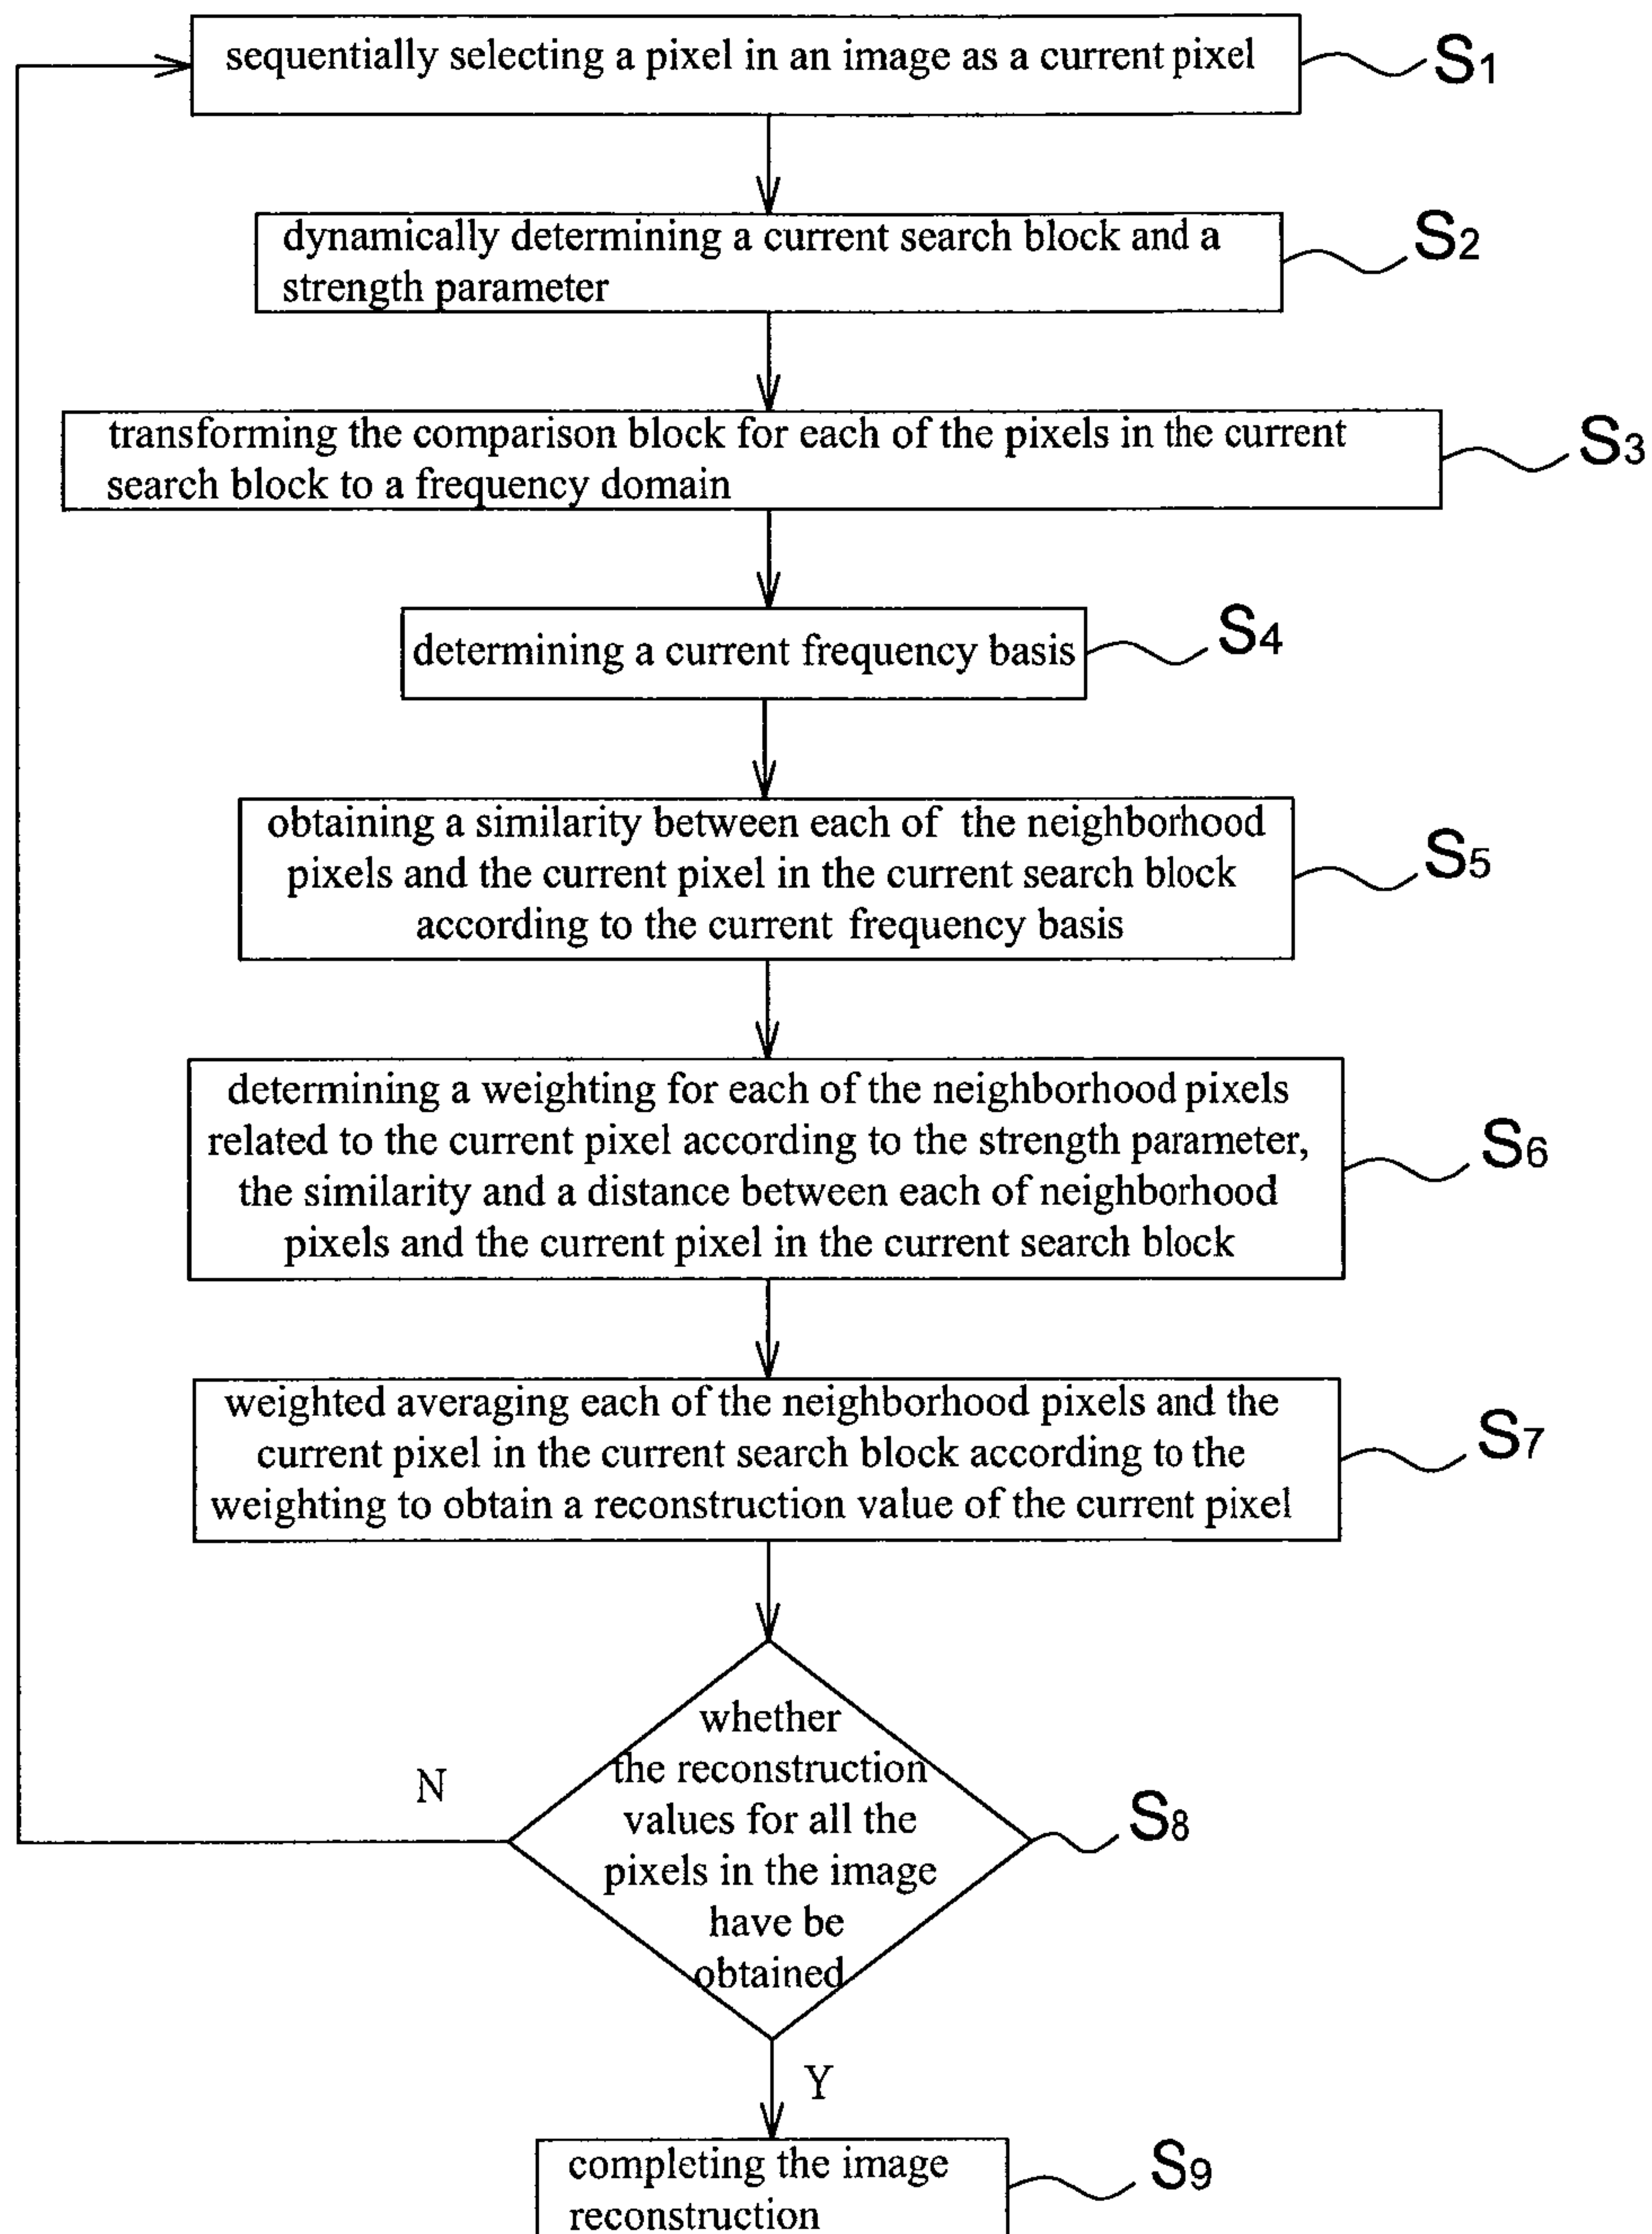 sequentially selecting a pixel in an image as a current pixel
S1
dynamically determining a current search block and a
strength parameter
S2
transforming the comparison block for each of the pixels in the current
search block to a frequency domain
S3
determining a current frequency basis
S4
obtaining a similarity between each of the neighborhood
pixels and the current pixel in the current search block
according to the current frequency basis
S5
determining a weighting for each of the neighborhood pixels
related to the current pixel according to the strength parameter,
the similarity and a distance between each of neighborhood
pixels and the current pixel in the current search block
S6
weighted averaging each of the neighborhood pixels and the
current pixel in the current search block according to the
weighting to obtain a reconstruction value of the current pixel
S7
whether
the reconstruction
values for all the
pixels in the image
have be
obtained
N
S8
Y
completing the image
reconstruction
S9